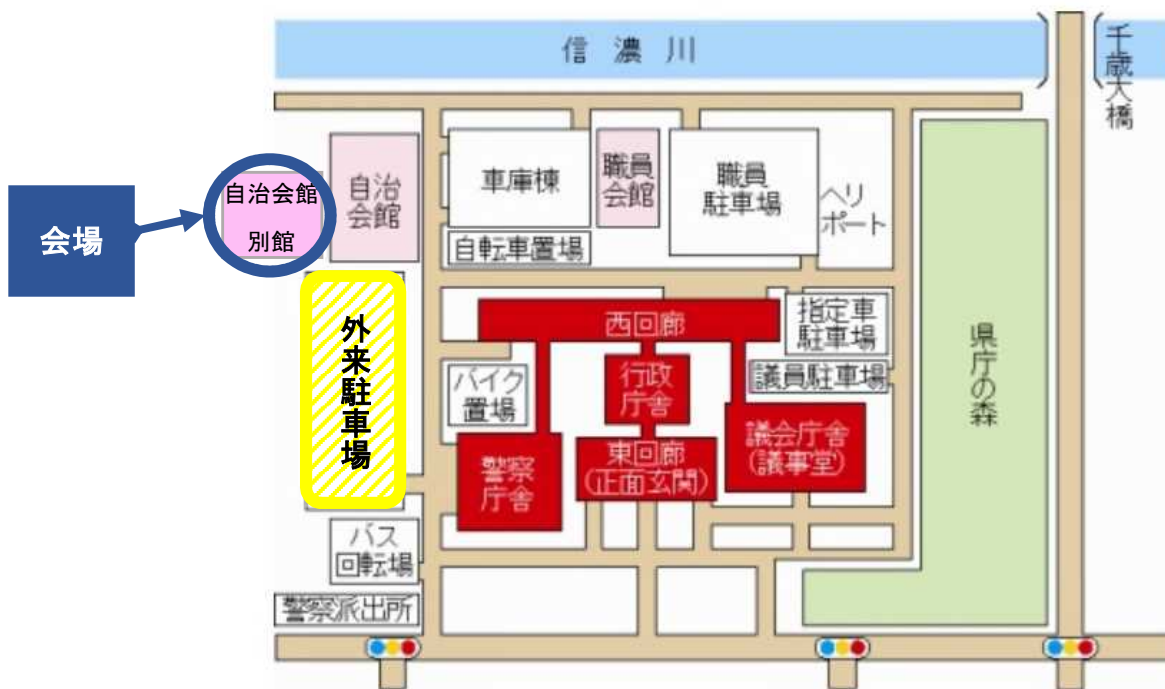 信濃川
千歳大橋
会場
自治会館
別館
自治
会館
車庫棟
職員
会館
職員
駐車場
ヘリ
ポート
自転車置場
外来駐車場
西回廊
指定車
駐車場
バイク
置場
行政
庁舎
議員駐車場
県庁の森
警察
庁舎
東回廊
(正面玄関)
議会庁舎
(議事堂)
バス
回転場
警察派出所